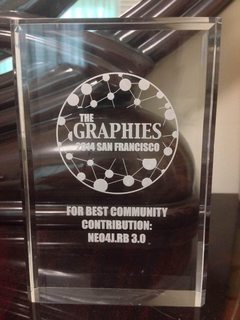 THE
GRAPHIES
2014 SAN FRANCISCO
FOR BEST COMMUNITY
CONTRIBUTION:
NEO4J.RB 3.0